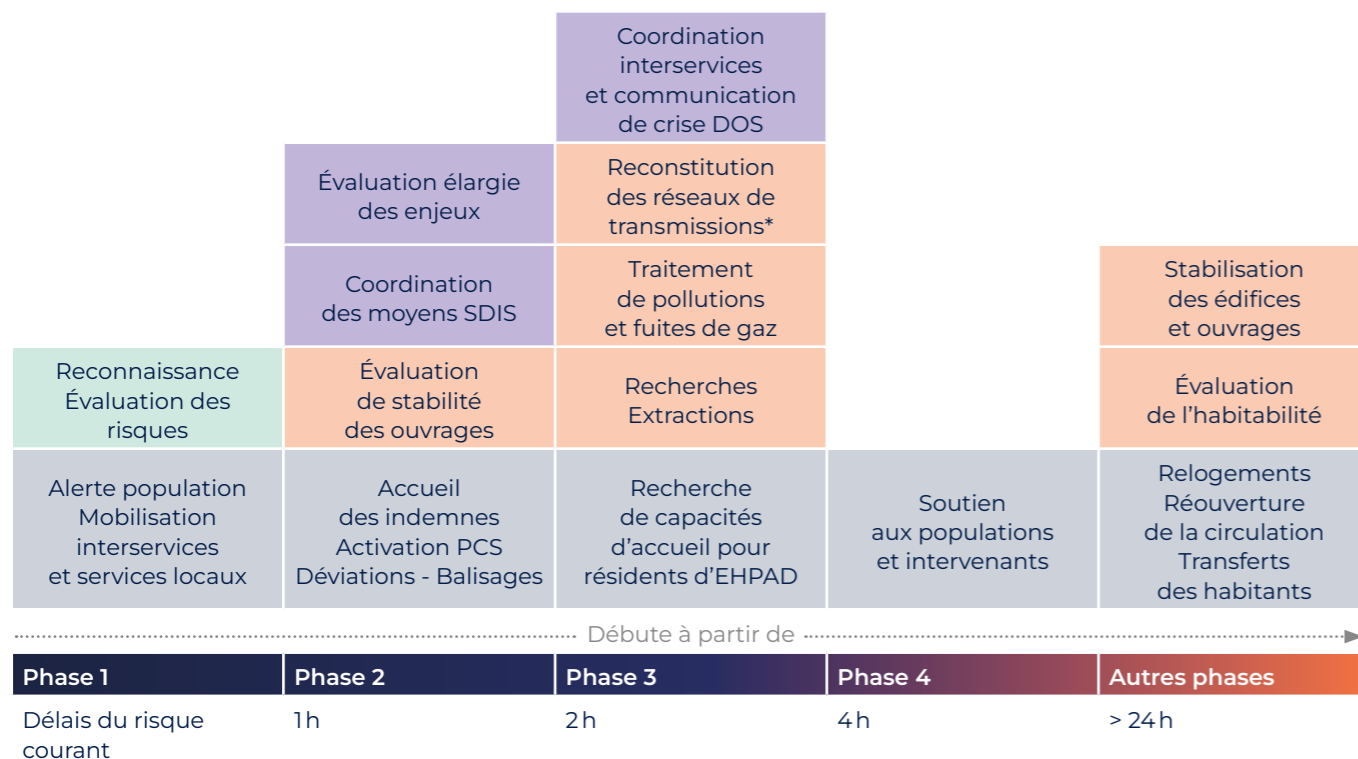 Coordination
interservices
et communication
de crise DOS
Évaluation élargie
des enjeux
Reconstitution
des réseaux de
transmissions*
Coordination
des moyens SDIS
Traitement
de pollutions
et fuites de gaz
Stabilisation
des édifices
et ouvrages
Reconnaissance
Évaluation des
risques
Évaluation
de stabilité
des ouvrages
Recherches
Extractions
Évaluation
de l’habitabilité
Alerte population
Mobilisation
interservices
et services locaux
Accueil
des indemnes
Activation PCS
Déviations - Balisages
Recherche
de capacités
d’accueil pour
résidents d’EHPAD
Soutien
aux populations
et intervenants
Relogements
Réouverture
de la circulation
Transferts
des habitants
Débute à partir de
Phase 1
Phase 2
Phase 3
Phase 4
Autres phases
Délais du risque
courant
1 h
2 h
4 h
> 24 h